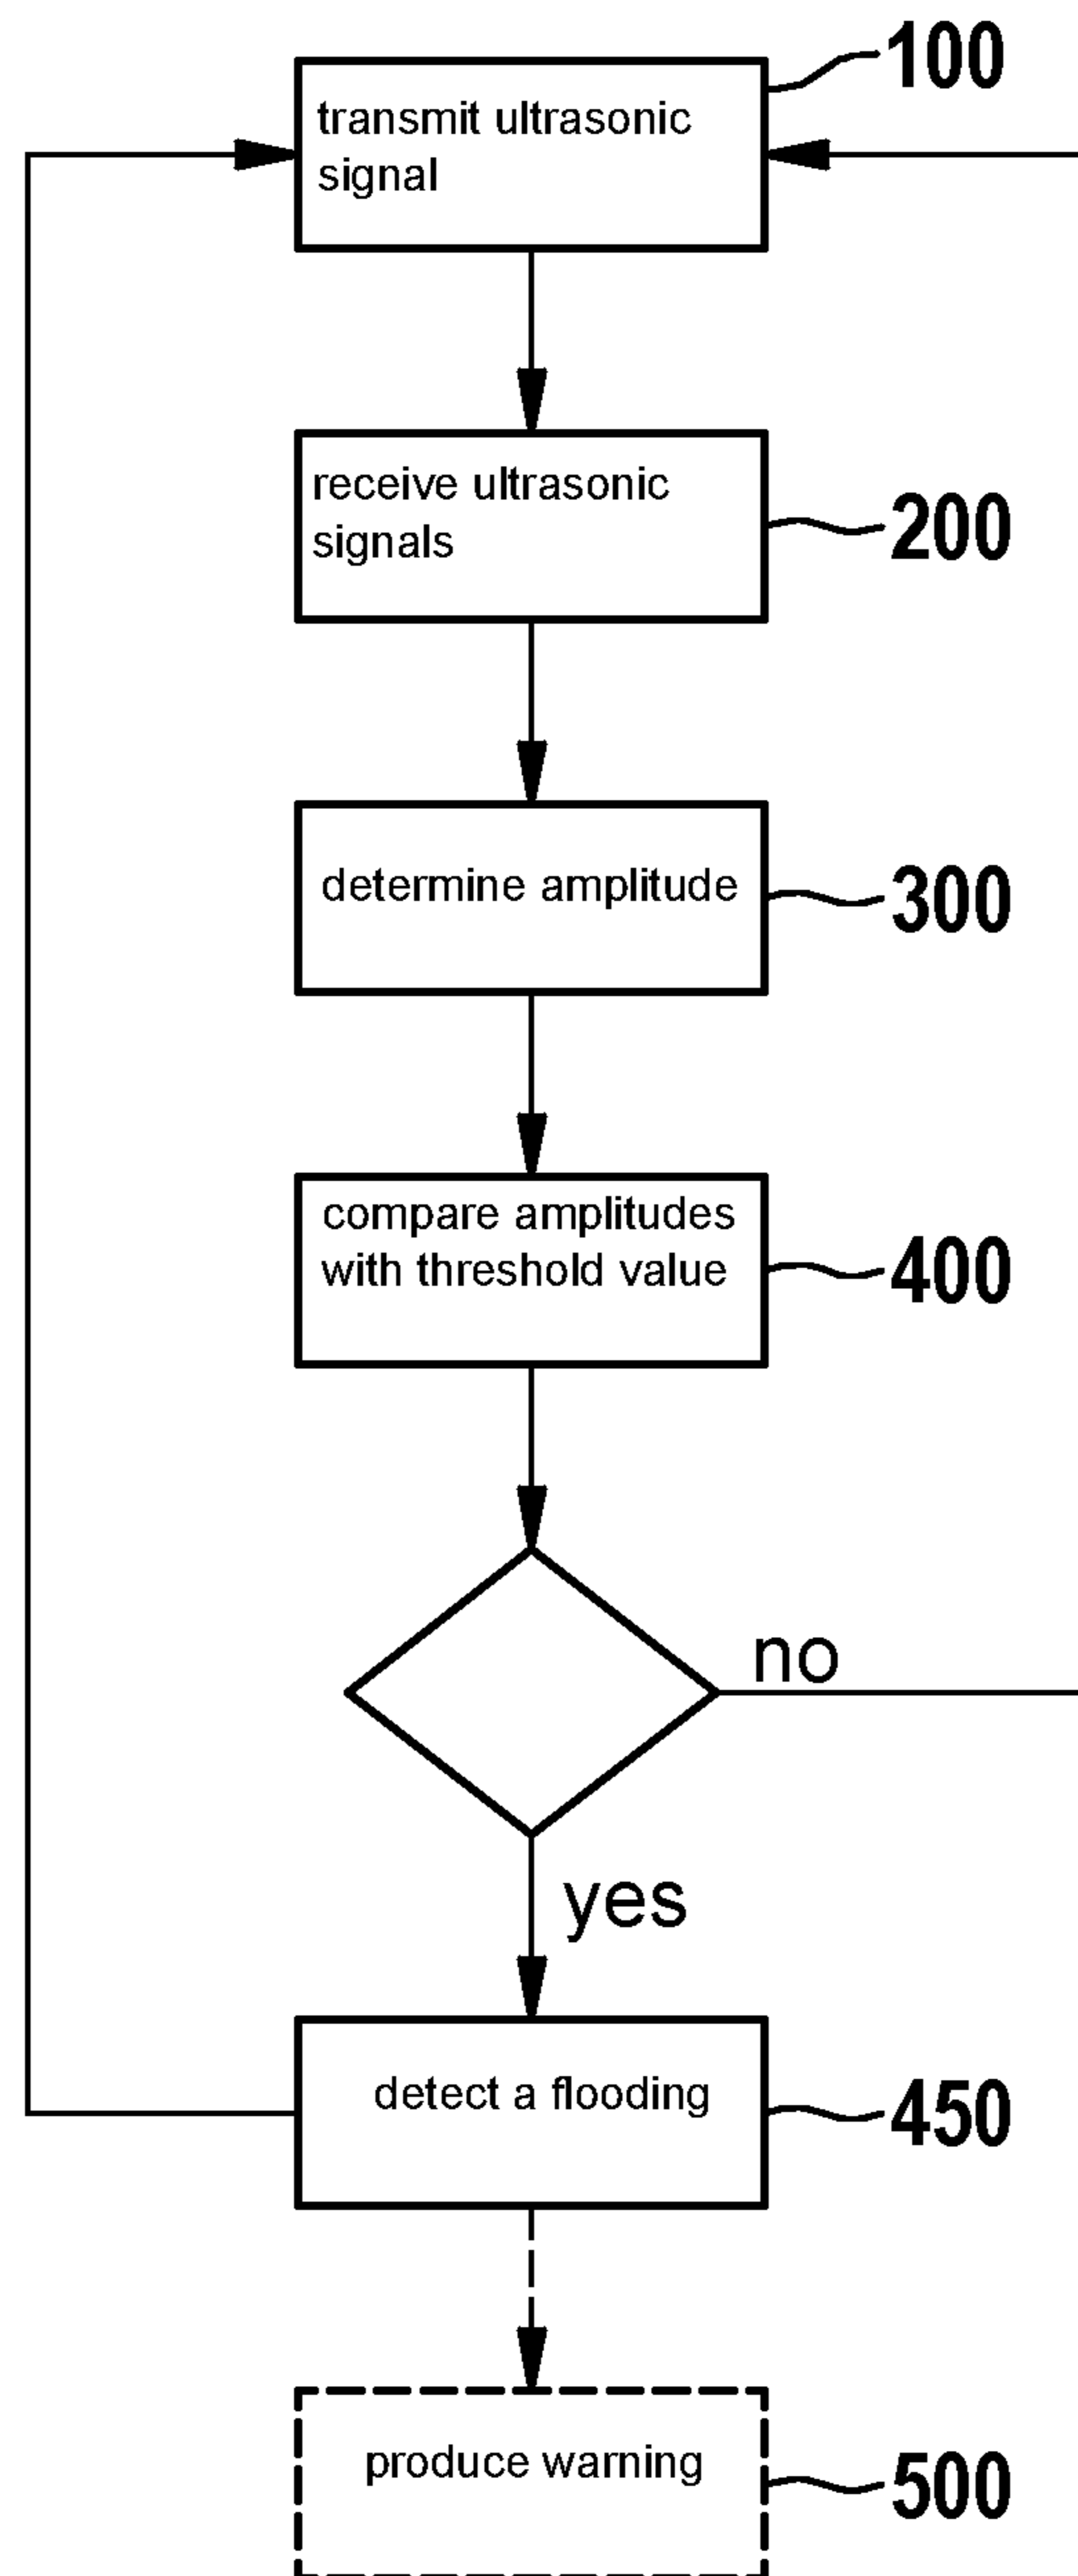 100
transmit ultrasonic
signal
receive ultrasonic
signals
200
determine amplitude
300
compare amplitudes
with threshold value
400
no
yes
detect a flooding
450
produce warning
500